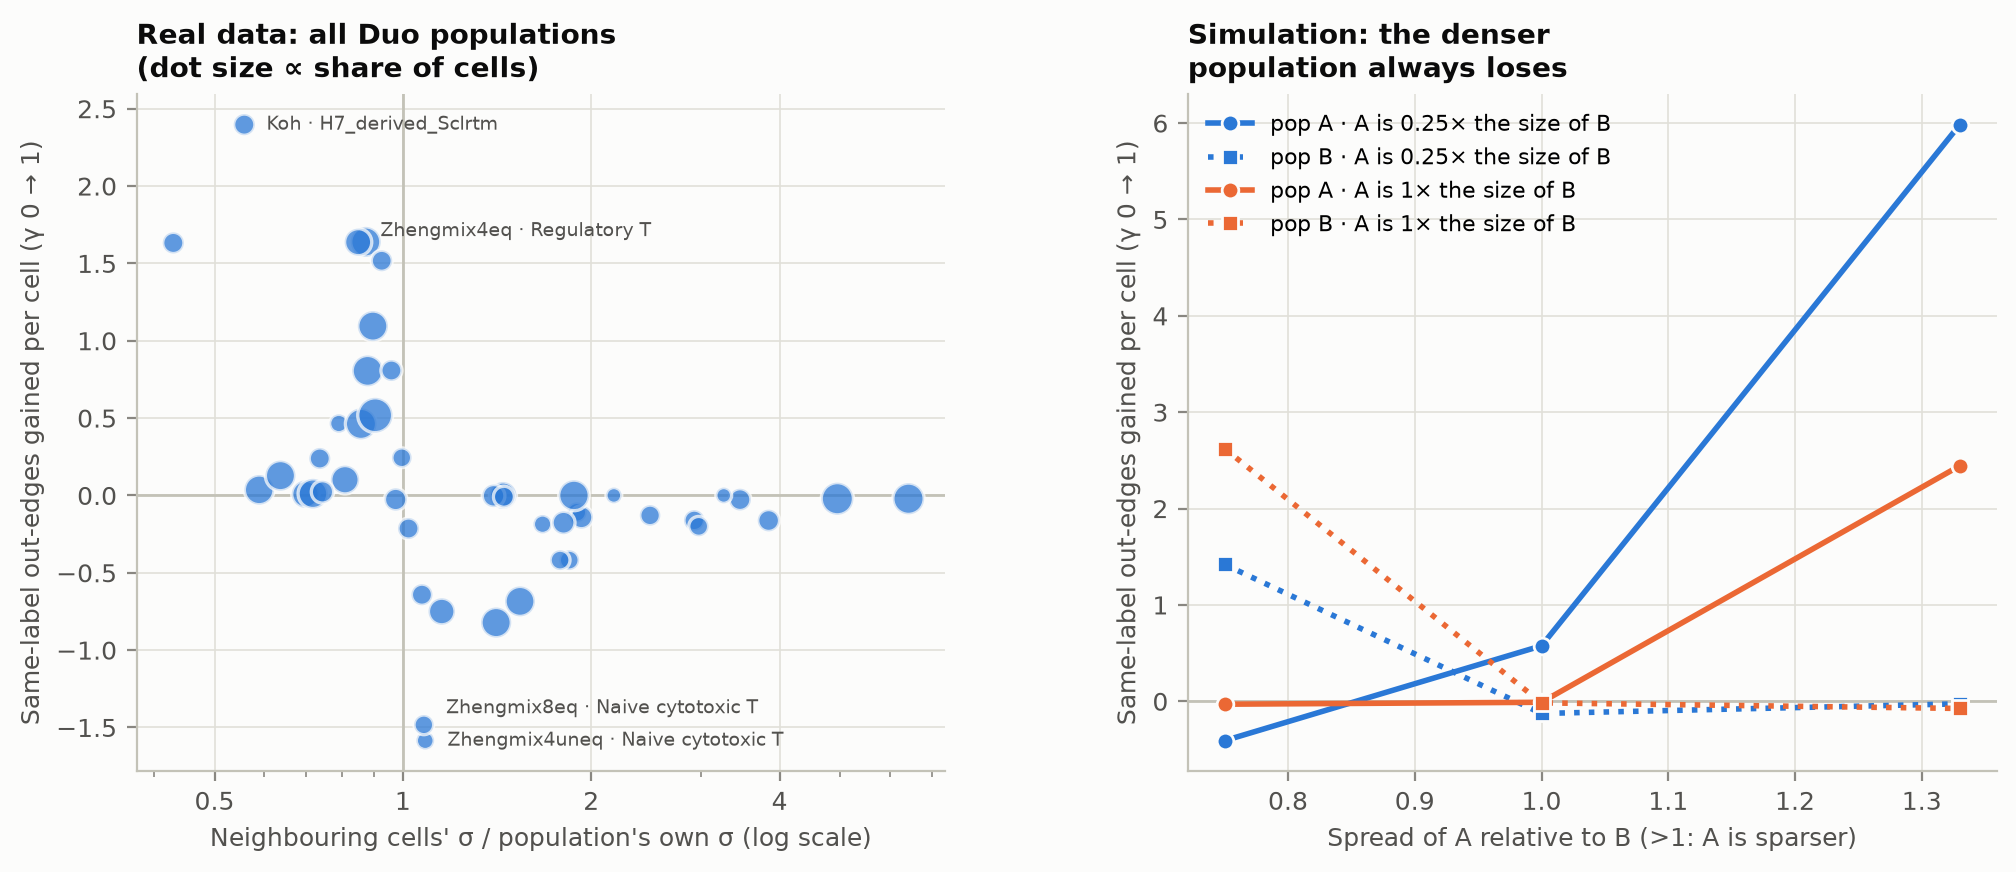 Real data: all Duo populations
(dot size ∝ share of cells)
Same-label out-edges gained per cell (γ 0 → 1)
2.5
2.0
1.5
1.0
0.5
0.0
−0.5
−1.0
−1.5
Koh · H7_derived_Sclrtm
Zhengmix4eq · Regulatory T
Zhengmix8eq · Naive cytotoxic T
Zhengmix4uneq · Naive cytotoxic T
0.5
1
2
4
Neighbouring cells' σ / population's own σ (log scale)
Simulation: the denser
population always loses
Same-label out-edges gained per cell (γ 0 → 1)
6
5
4
3
2
1
0
pop A · A is 0.25× the size of B
pop B · A is 0.25× the size of B
pop A · A is 1× the size of B
pop B · A is 1× the size of B
0.8
0.9
1.0
1.1
1.2
1.3
Spread of A relative to B (>1: A is sparser)